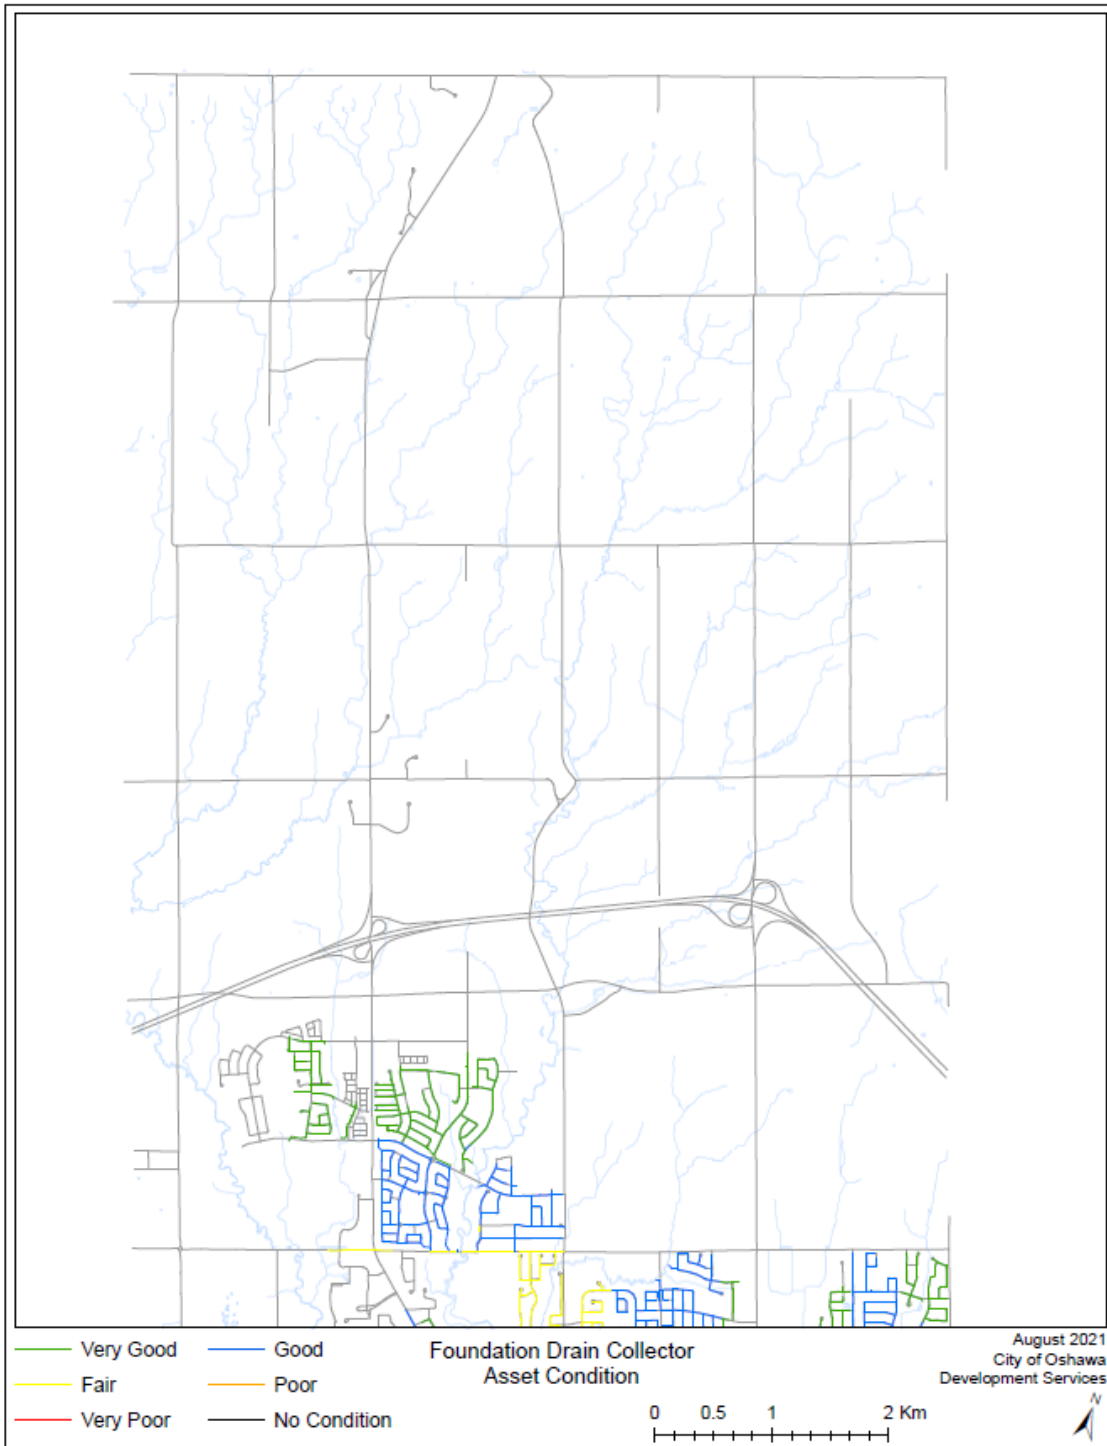 Very Good
Good
Fair
Poor
Very Poor
No Condition
Foundation Drain Collector
Asset Condition
0 0.5 1 2 Km
August 2021
City of Oshawa
Development Services
N